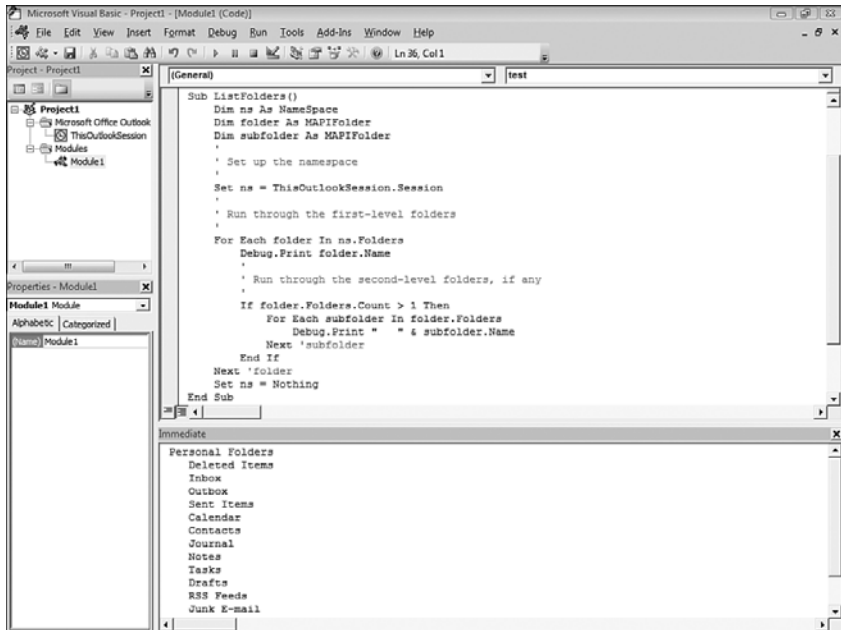 Microsoft Visual Basic - Project1 - [Module1 (Code)]
File Edit View Insert Format Debug Run Tools Add-Ins Window Help
Ln 36, Col 1
Project - Project1
(General)
test
Project1
Microsoft Office Outlook
ThisOutlookSession
Modules
Module1
Sub ListFolders()
Dim ns As NameSpace
Dim folder As MAPIFolder
Dim subfolder As MAPIFolder
'
' Set up the namespace
'
Set ns = ThisOutlookSession.Session
'
' Run through the first-level folders
'
For Each folder In ns.Folders
Debug.Print folder.Name
'
' Run through the second-level folders, if any
'
If folder.Folders.Count > 1 Then
For Each subfolder In folder.Folders
Debug.Print "   " & subfolder.Name
Next 'subfolder
End If
Next 'folder
Set ns = Nothing
End Sub
Properties - Module1
Module1 Module
Alphabetic Categorized
(Name) Module1
Immediate
Personal Folders
Deleted Items
Inbox
Outbox
Sent Items
Calendar
Contacts
Journal
Notes
Tasks
Drafts
RSS Feeds
Junk E-mail